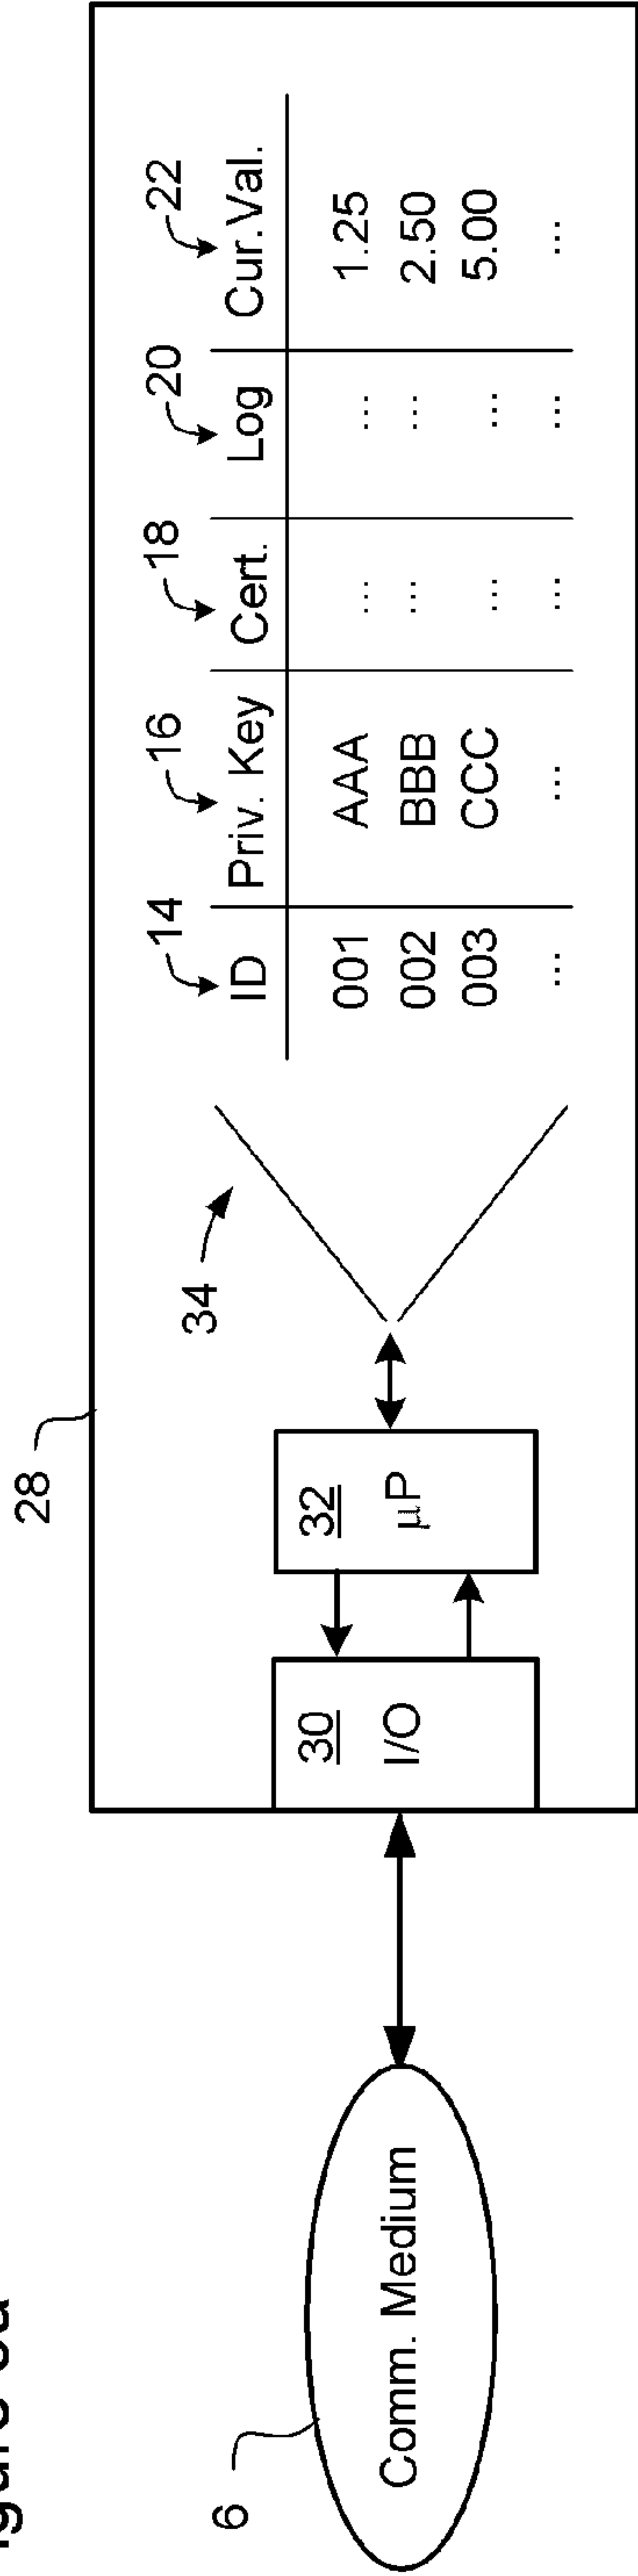 28
14 16 18 20 22
ID Priv. Key Cert. Log Cur.Val.
001 AAA ... ... 1.25
002 BBB ... ... 2.50
003 CCC ... ... 5.00
... ... ... ... ...
34
32
µP
30
I/O
6
Comm. Medium